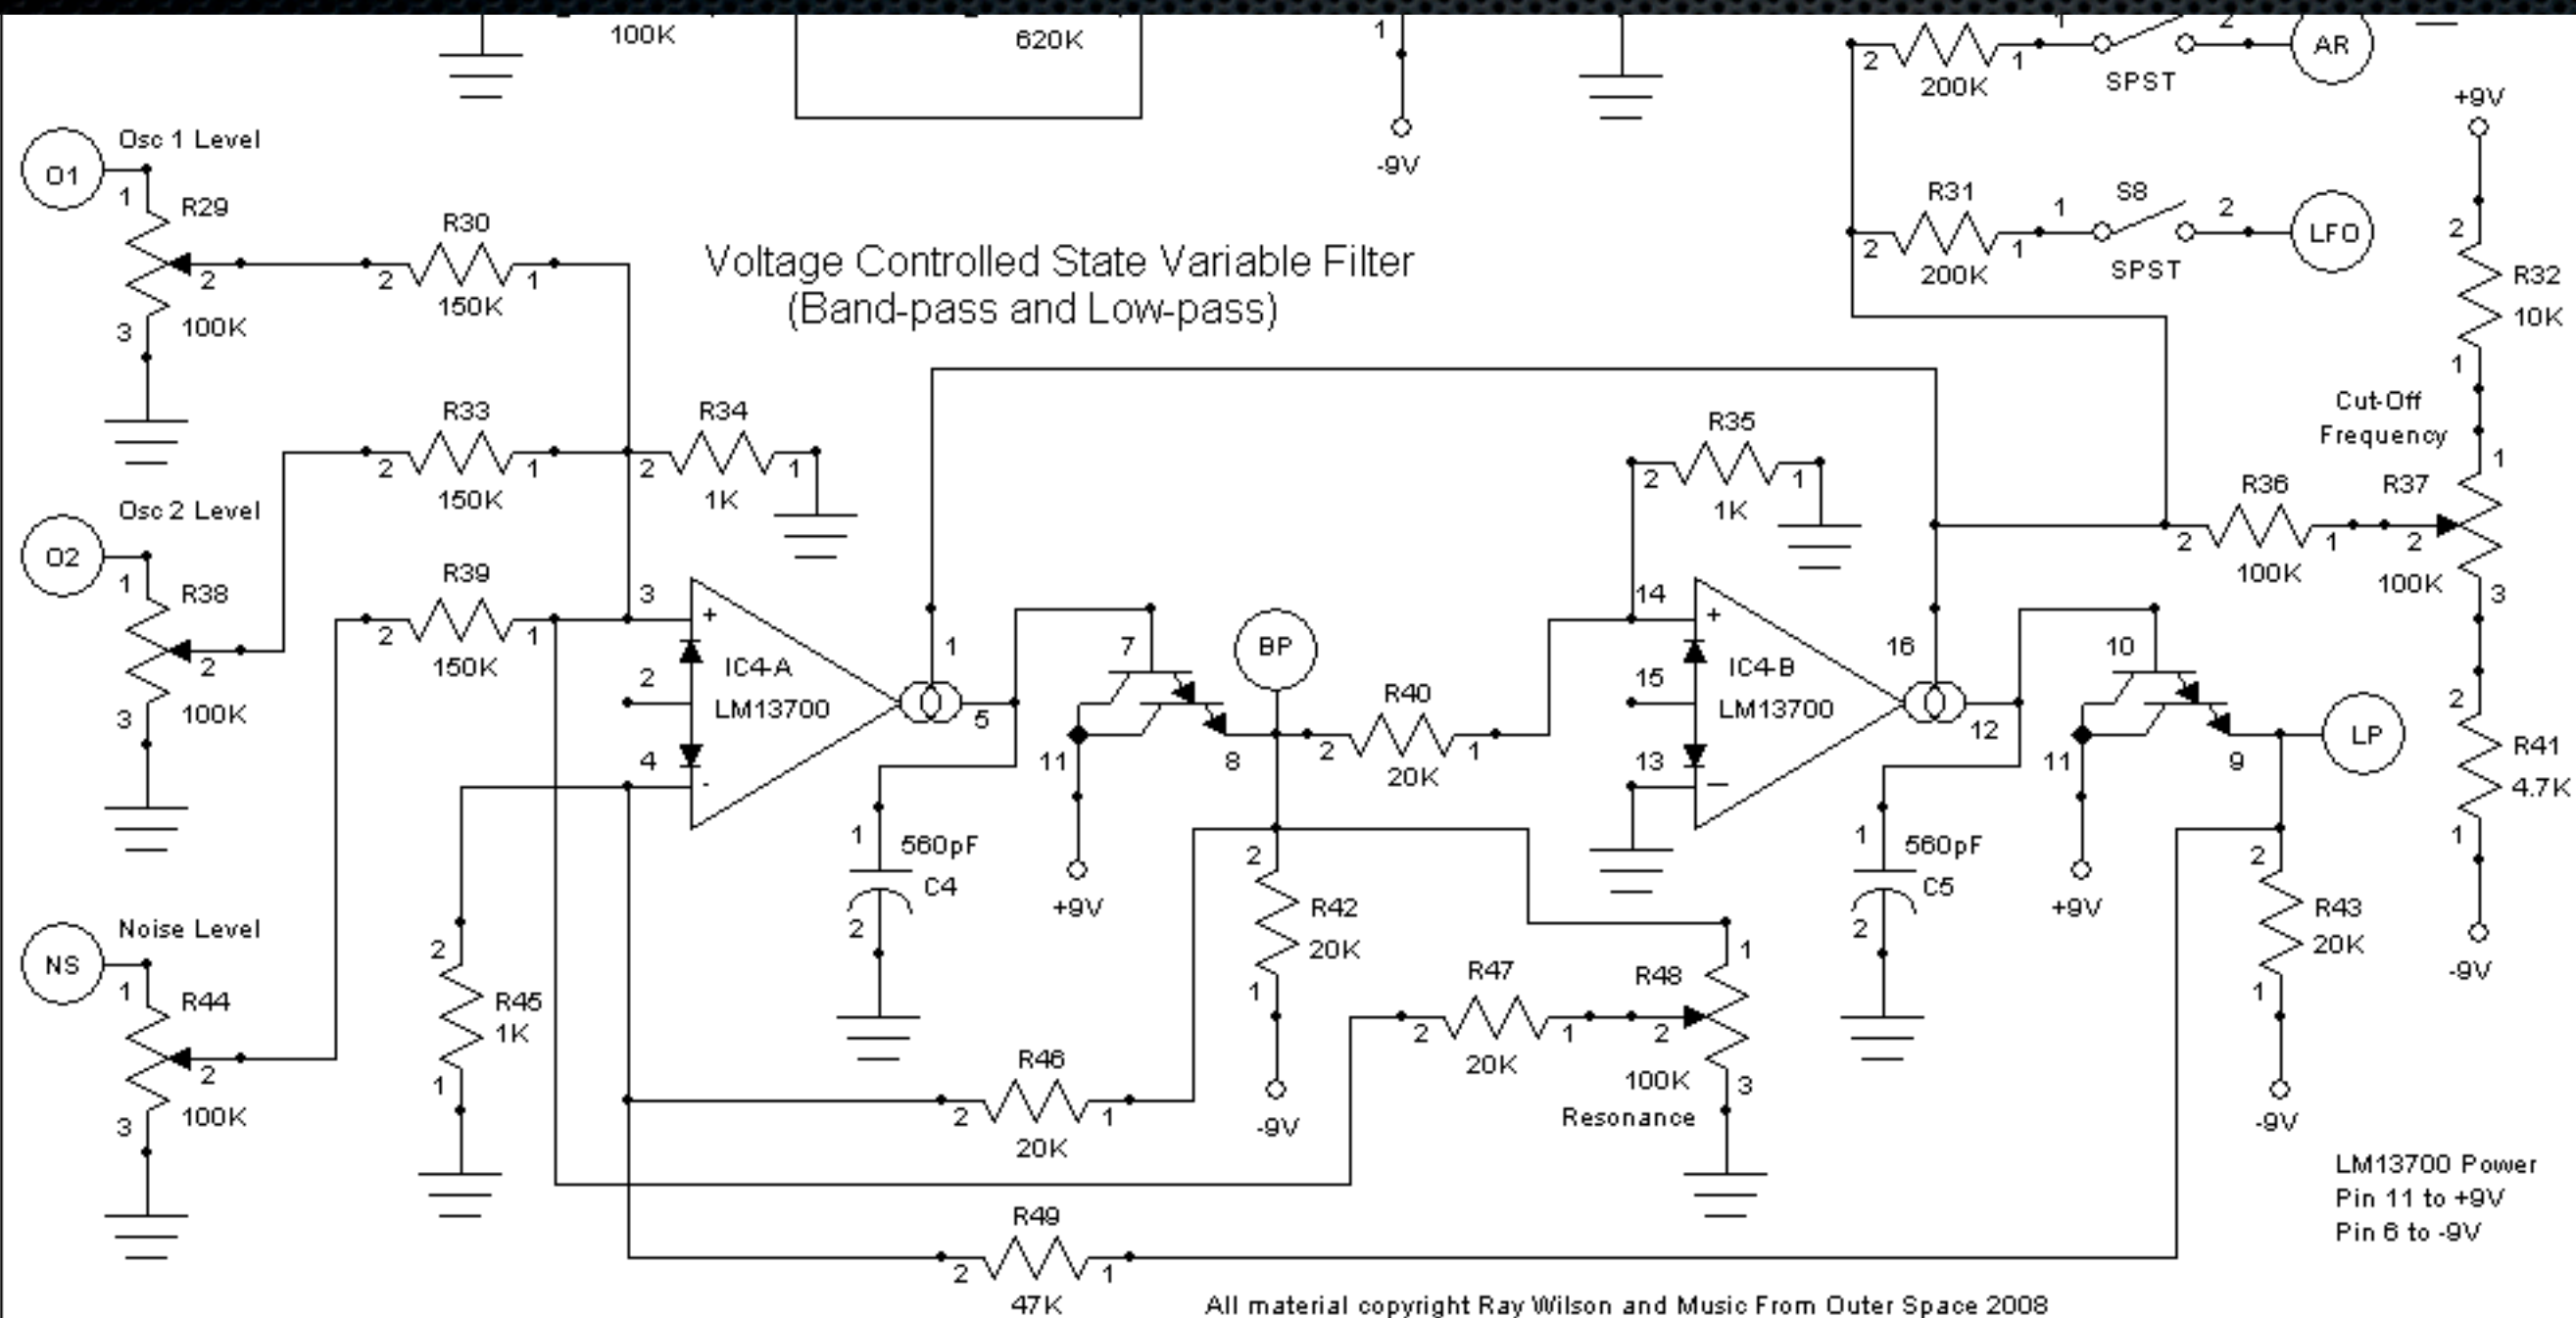 100K
620K
1
-9V
2
1
200K
1
2
SPST
AR
+9V
O1
Osc 1 Level
1
R29
2
3
100K
R30
2
1
150K
Voltage Controlled State Variable Filter
(Band-pass and Low-pass)
R31
2
1
200K
1
S8
2
SPST
LFO
2
R32
10K
1
Cut-Off
Frequency
R33
2
1
150K
R34
2
1
1K
R35
2
1
1K
R36
2
1
100K
R37
1
2
100K
3
Osc 2 Level
O2
1
R38
2
3
100K
R39
2
1
150K
3
+
2
4
-
IC4-A
LM13700
1
5
7
11
8
+9V
BP
R40
2
1
20K
14
+
15
13
−
IC4-B
LM13700
16
12
10
11
9
+9V
LP
2
R41
4.7K
1
-9V
1
560pF
C4
2
1
560pF
C5
2
2
R42
20K
1
-9V
2
R43
20K
1
-9V
Noise Level
NS
1
R44
2
3
100K
2
R45
1K
1
R46
2
1
20K
R47
2
1
20K
R48
1
2
100K
3
Resonance
R49
2
1
47K
LM13700 Power
Pin 11 to +9V
Pin 6 to -9V
All material copyright Ray Wilson and Music From Outer Space 2008